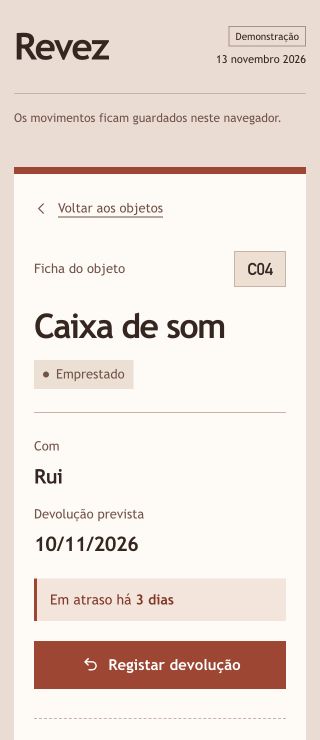 Revez
Demonstração
13 novembro 2026
Os movimentos ficam guardados neste navegador.
Voltar aos objetos
Ficha do objeto
C04
Caixa de som
Emprestado
Com
Rui
Devolução prevista
10/11/2026
Em atraso há 3 dias
Registar devolução